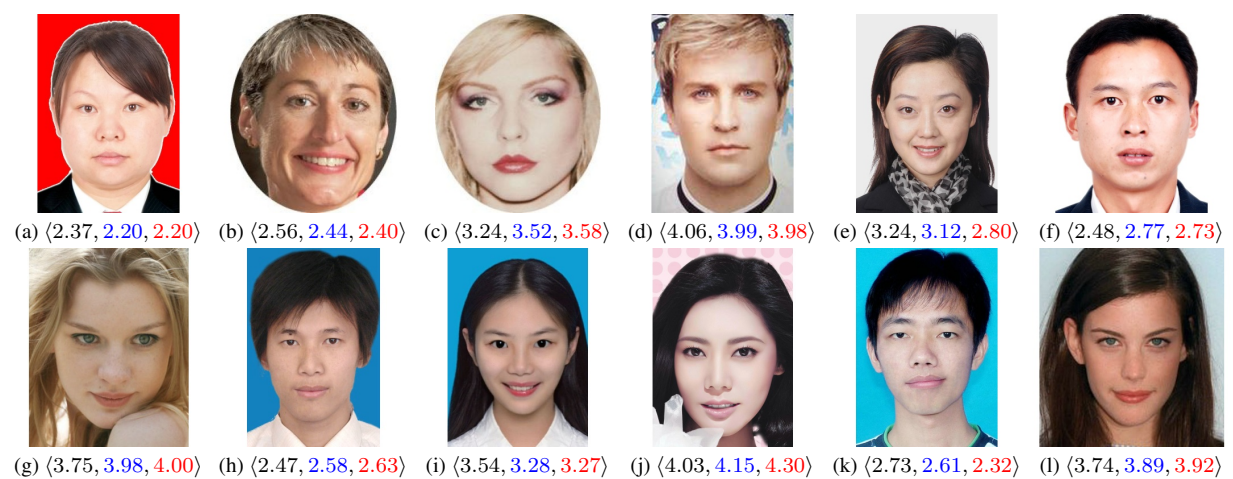 (a) ⟨2.37, 2.20, 2.20⟩ (b) ⟨2.56, 2.44, 2.40⟩ (c) ⟨3.24, 3.52, 3.58⟩ (d) ⟨4.06, 3.99, 3.98⟩ (e) ⟨3.24, 3.12, 2.80⟩ (f) ⟨2.48, 2.77, 2.73⟩
(g) ⟨3.75, 3.98, 4.00⟩ (h) ⟨2.47, 2.58, 2.63⟩ (i) ⟨3.54, 3.28, 3.27⟩ (j) ⟨4.03, 4.15, 4.30⟩ (k) ⟨2.73, 2.61, 2.32⟩ (l) ⟨3.74, 3.89, 3.92⟩